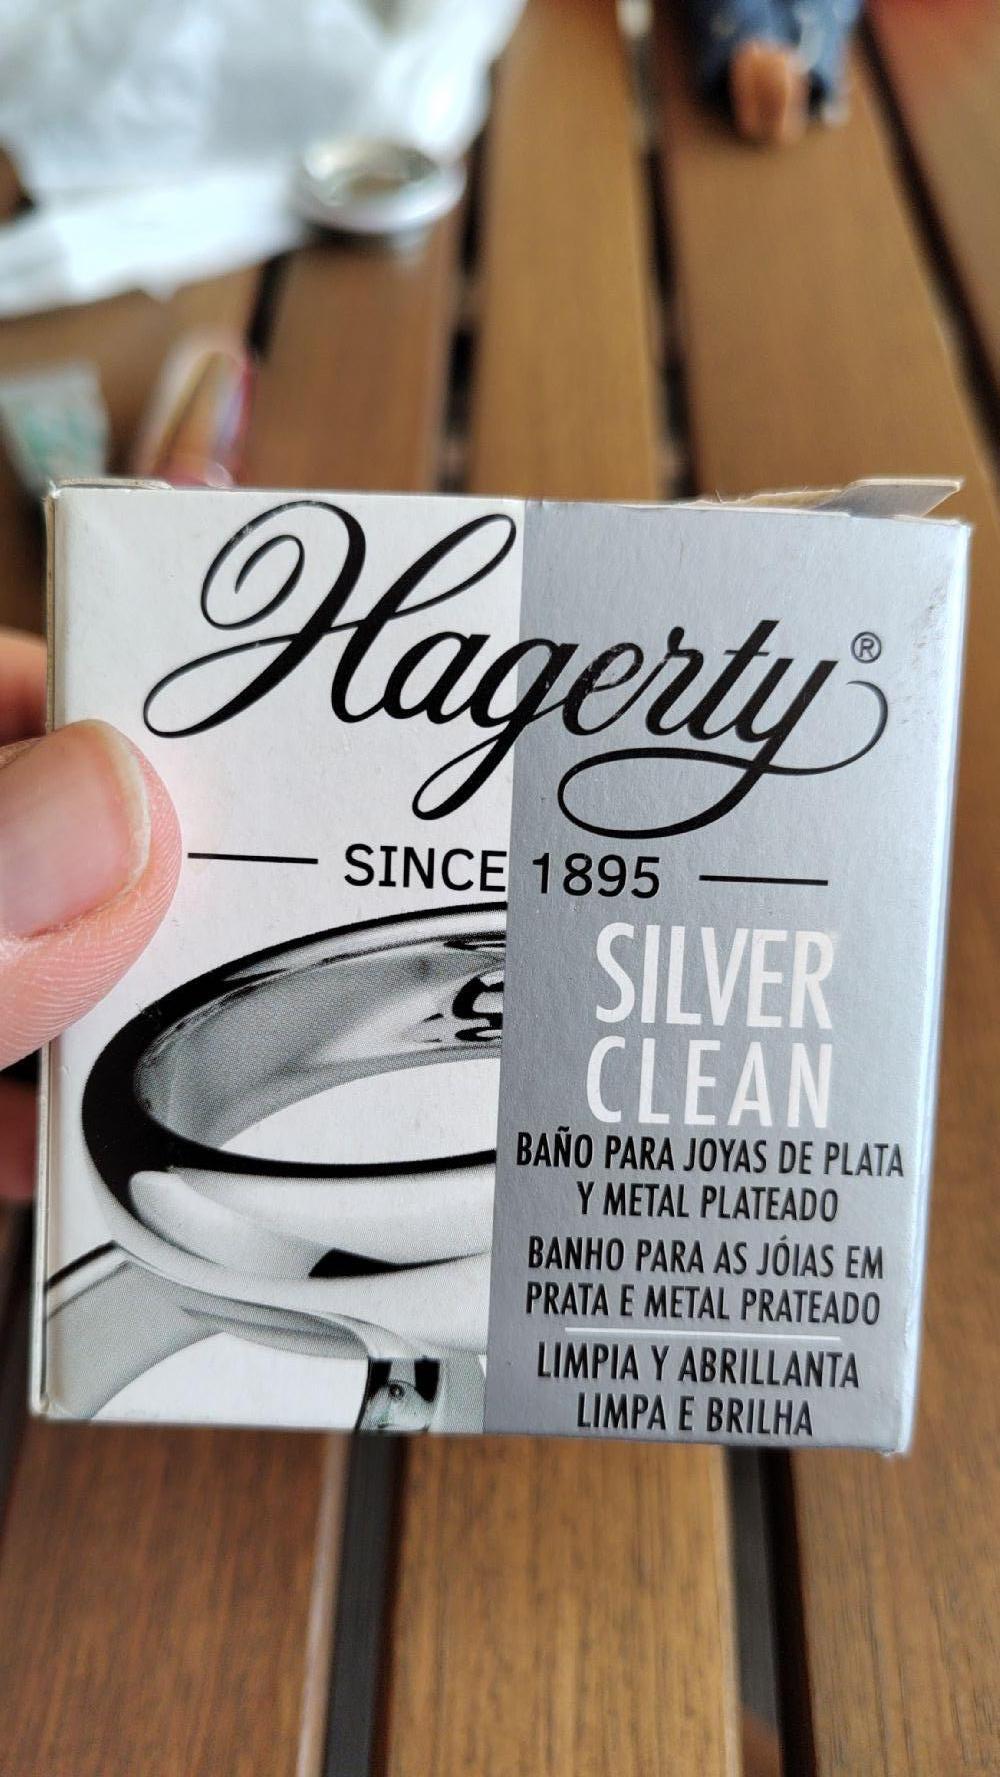 Hagerty®
SINCE 1895
SILVER
CLEAN
BAÑO PARA JOYAS DE PLATA
Y METAL PLATEADO
BANHO PARA AS JÓIAS EM
PRATA E METAL PRATEADO
LIMPIA Y ABRILLANTA
LIMPA E BRILHA